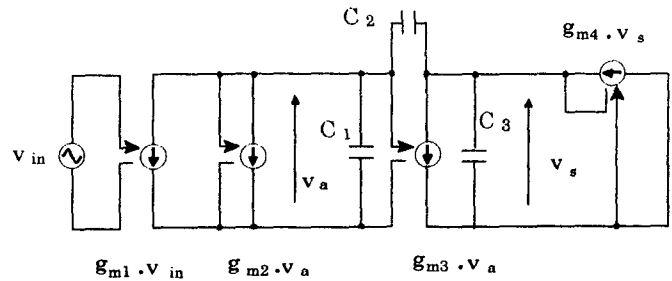 C 2
g m4 . v s
v in
C 1
C 3
v a
v s
g m1 . v in
g m2 . v a
g m3 . v a